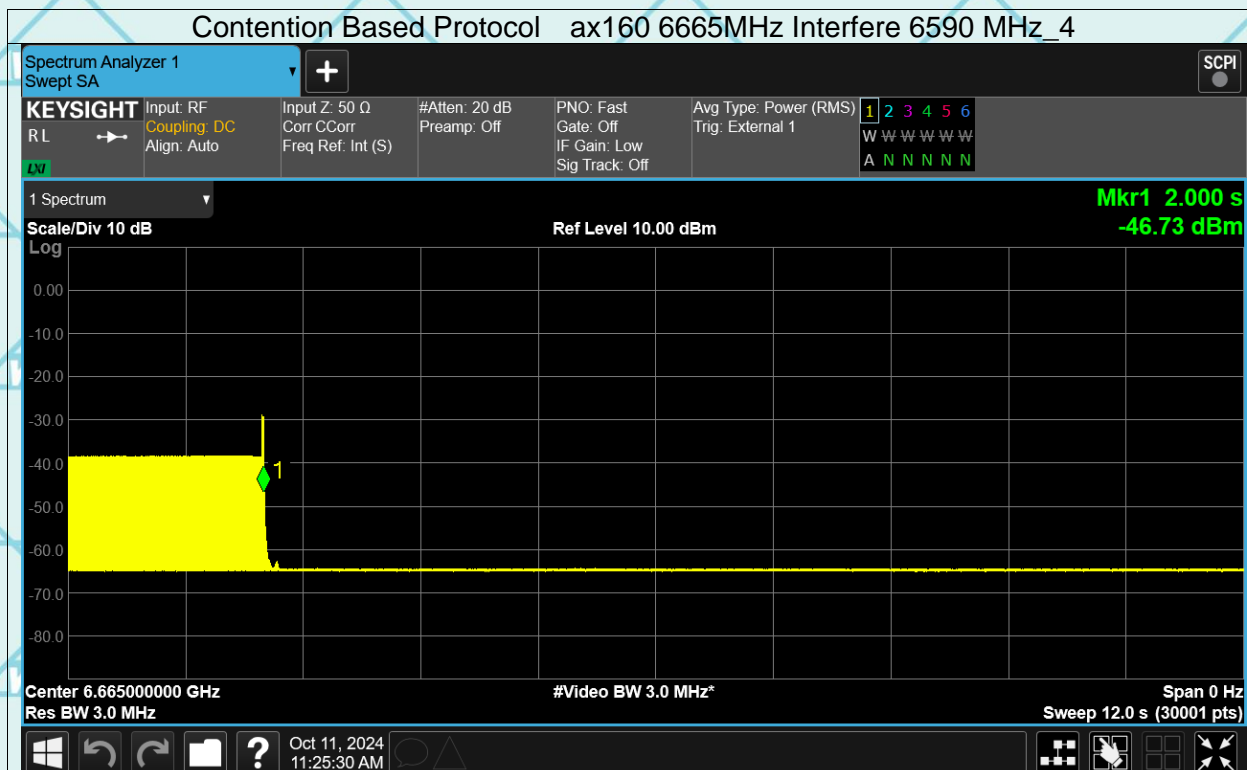 Contention Based Protocol ax160 6665MHz Interfere 6590 MHz_4
Spectrum Analyzer 1
Swept SA
SCPI
KEYSIGHT Input: RF Input Z: 50 Ω #Atten: 20 dB PNO: Fast Avg Type: Power (RMS) 1 2 3 4 5 6
RL Coupling: DC Corr CCorr Preamp: Off Gate: Off Trig: External 1 W W W W W W
Align: Auto Freq Ref: Int (S) IF Gain: Low A N N N N N
LXI Sig Track: Off
1 Spectrum
Mkr1 2.000 s
Scale/Div 10 dB Ref Level 10.00 dBm -46.73 dBm
Log
0.00
-10.0
-20.0
-30.0
-40.0
1
-50.0
-60.0
-70.0
-80.0
Center 6.665000000 GHz #Video BW 3.0 MHz* Span 0 Hz
Res BW 3.0 MHz Sweep 12.0 s (30001 pts)
? Oct 11, 2024
11:25:30 AM